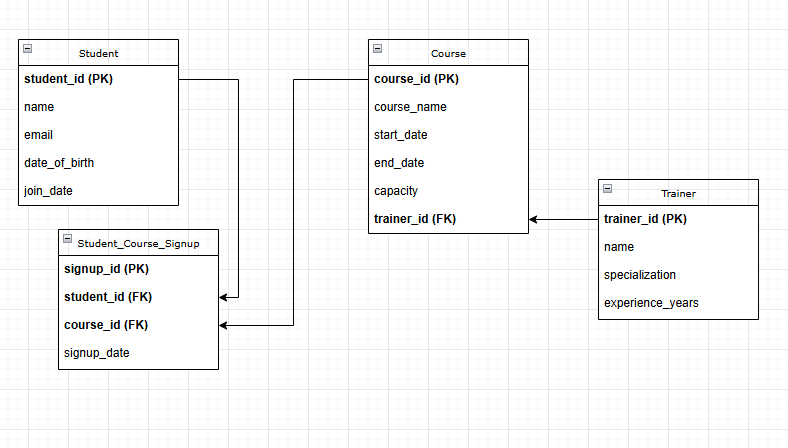 Student
student_id (PK)
name
email
date_of_birth
join_date
Student_Course_Signup
signup_id (PK)
student_id (FK)
course_id (FK)
signup_date
Course
course_id (PK)
course_name
start_date
end_date
capacity
trainer_id (FK)
Trainer
trainer_id (PK)
name
specialization
experience_years